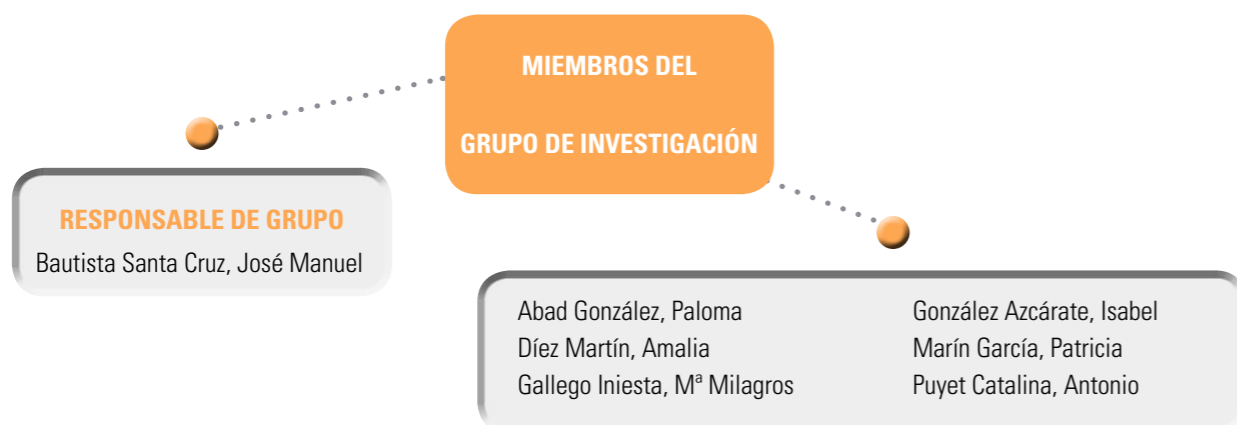 MIEMBROS DEL
GRUPO DE INVESTIGACIÓN
RESPONSABLE DE GRUPO
Bautista Santa Cruz, José Manuel
Abad González, Paloma
Díez Martín, Amalia
Gallego Iniesta, Mª Milagros
González Azcárate, Isabel
Marín García, Patricia
Puyet Catalina, Antonio